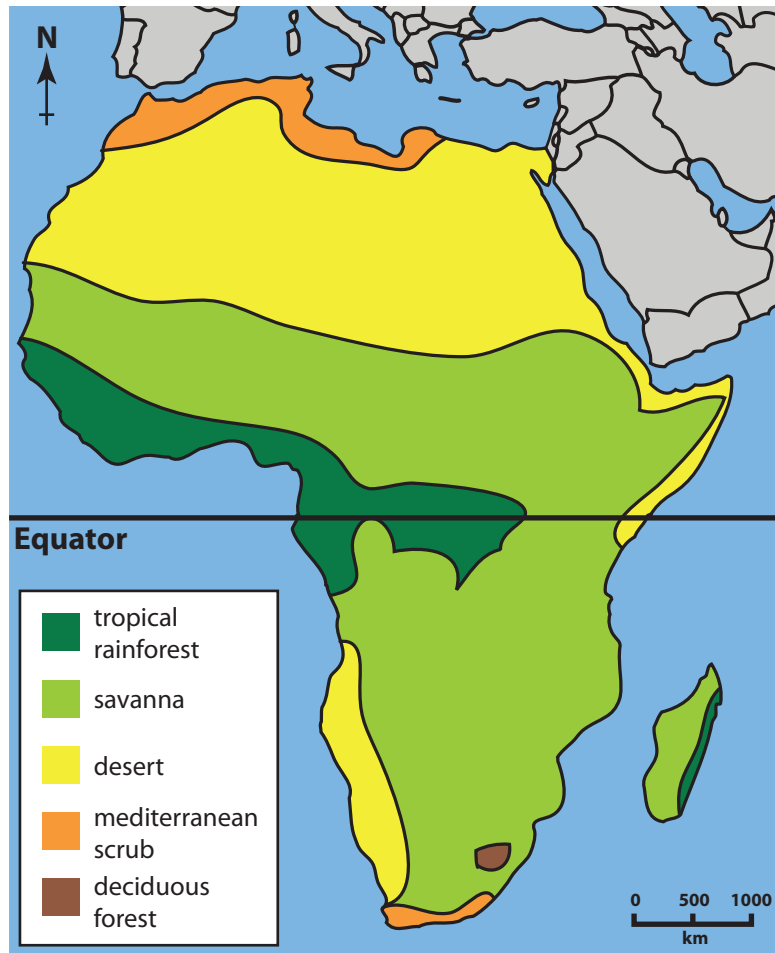 N
Equator
tropical
rainforest
savanna
desert
mediterranean
scrub
deciduous
forest
0 500 1000
km